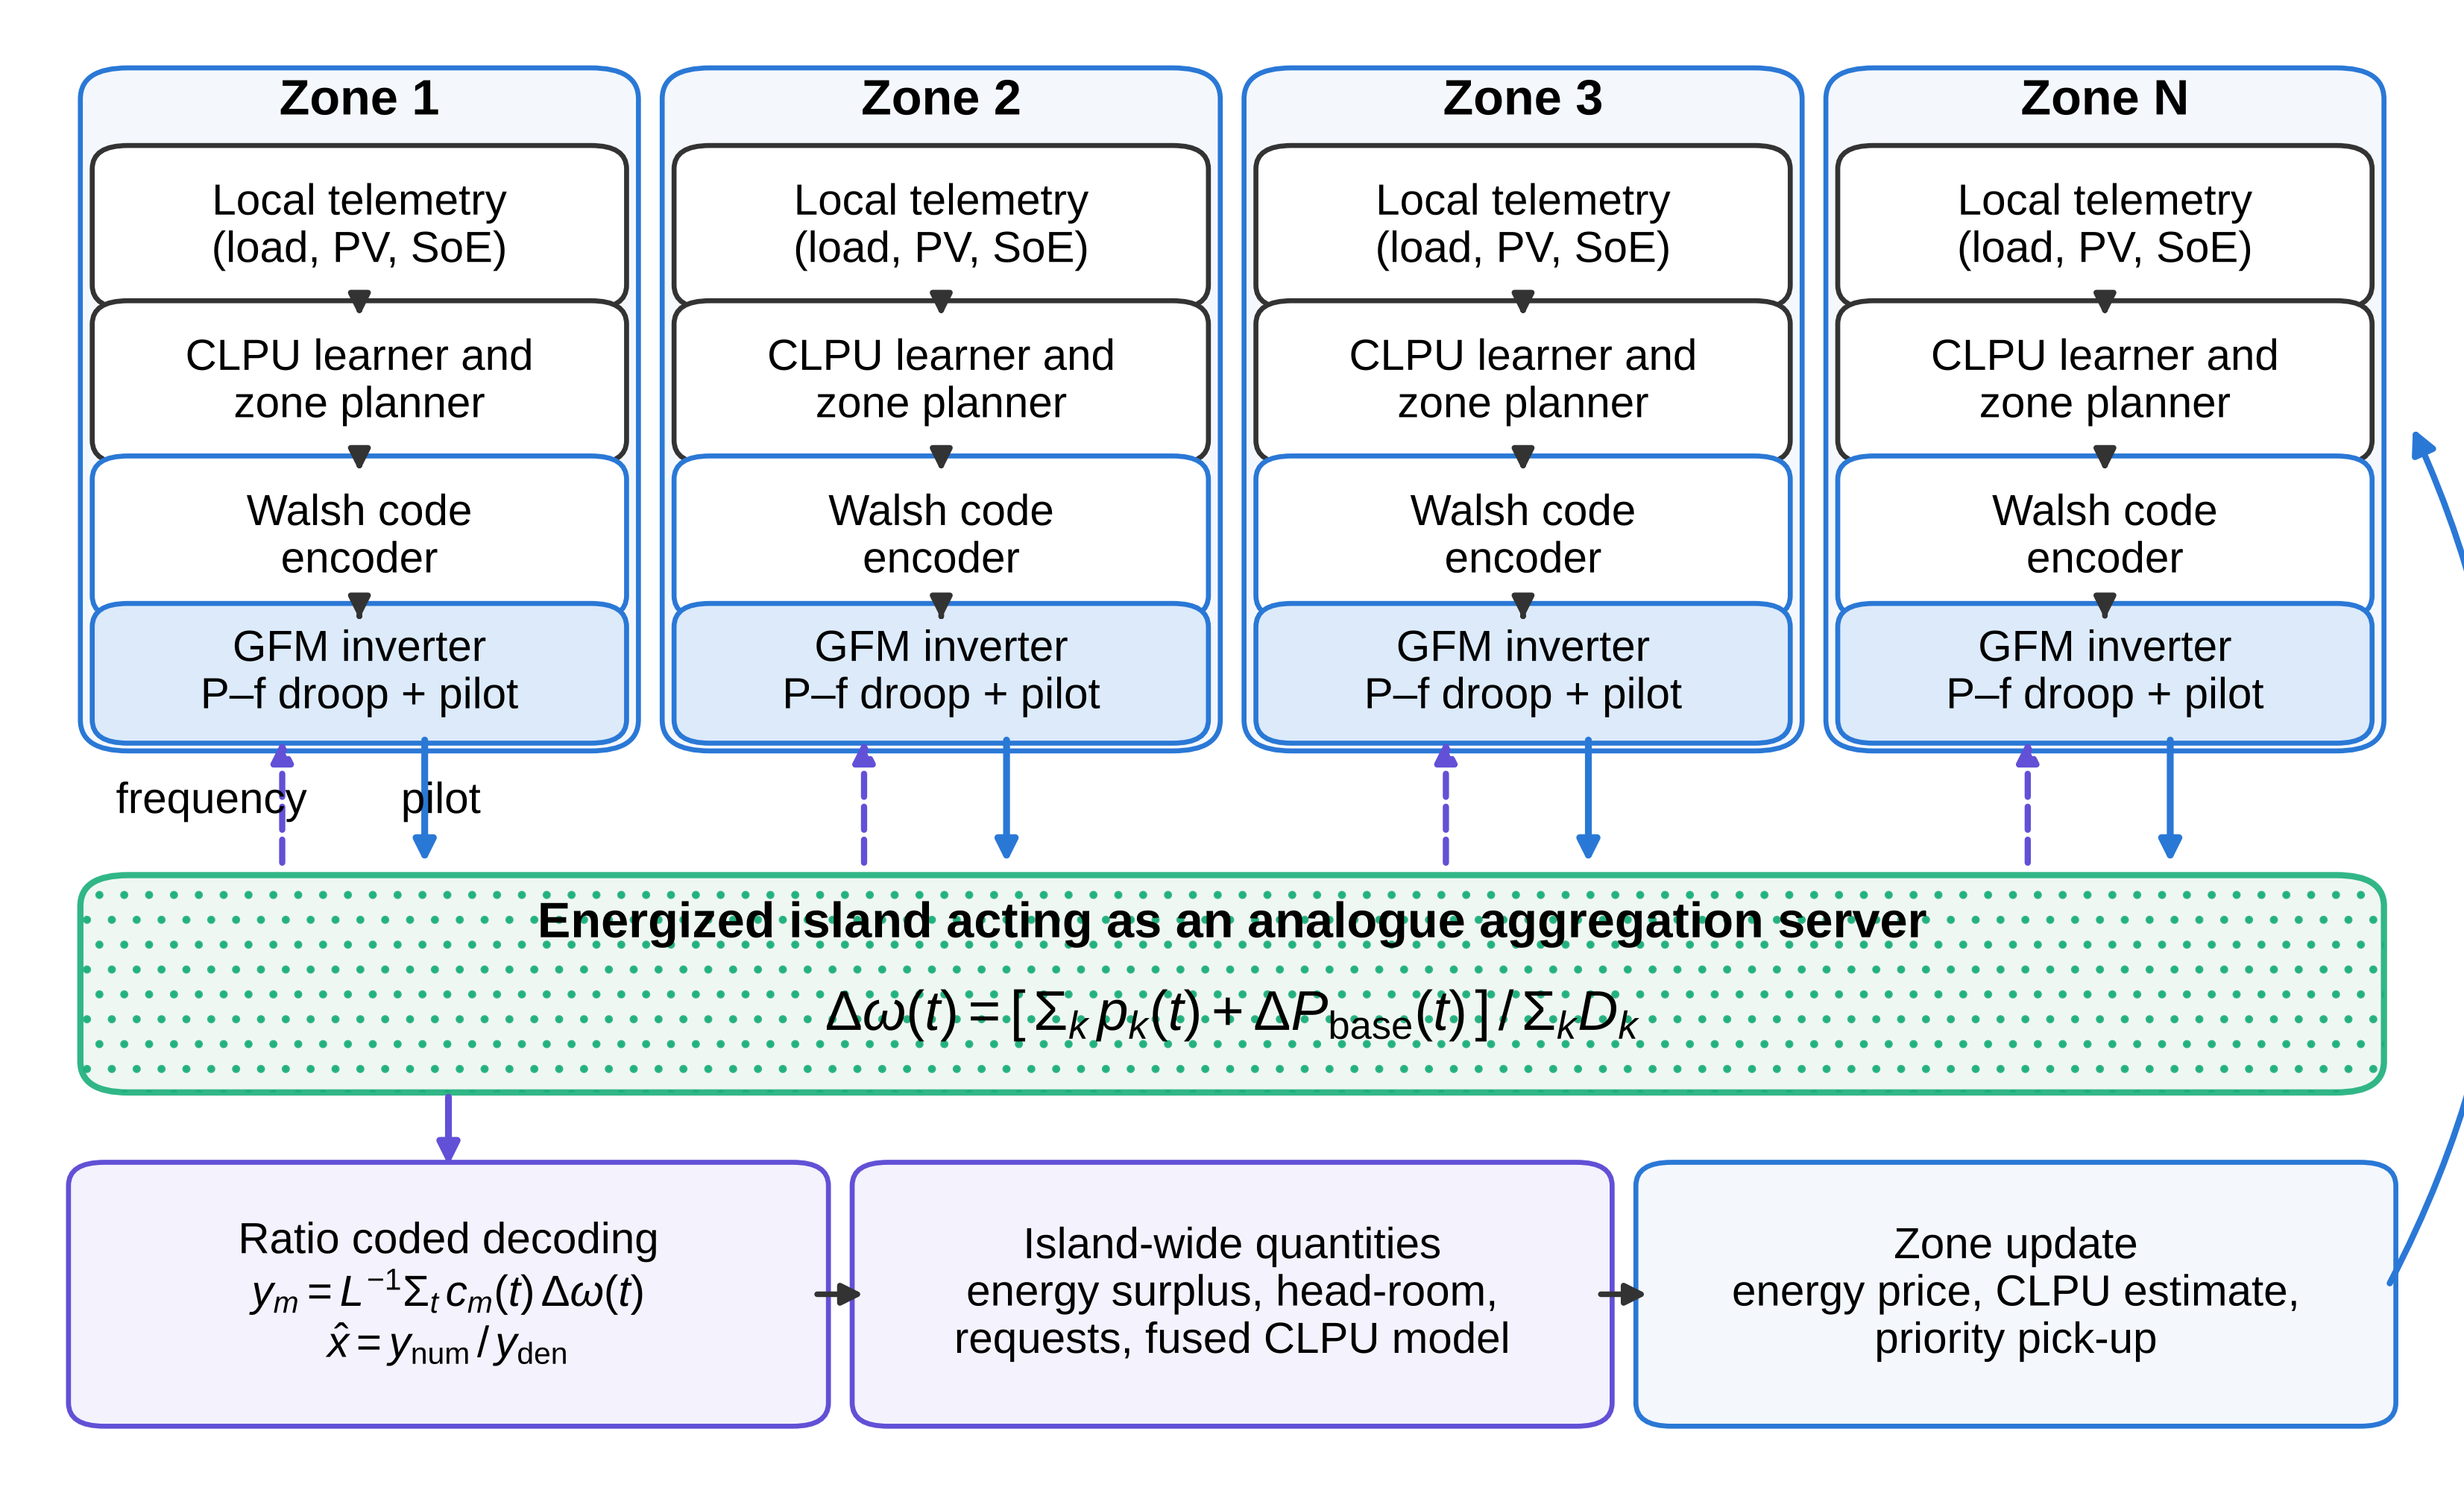 Zone 1
Local telemetry
(load, PV, SoE)
CLPU learner and
zone planner
Walsh code
encoder
GFM inverter
P–f droop + pilot
Zone 2
Local telemetry
(load, PV, SoE)
CLPU learner and
zone planner
Walsh code
encoder
GFM inverter
P–f droop + pilot
Zone 3
Local telemetry
(load, PV, SoE)
CLPU learner and
zone planner
Walsh code
encoder
GFM inverter
P–f droop + pilot
Zone N
Local telemetry
(load, PV, SoE)
CLPU learner and
zone planner
Walsh code
encoder
GFM inverter
P–f droop + pilot
frequency
pilot
Energized island acting as an analogue aggregation server
Δω(t) = [ Σ_k p_k(t) + ΔP_base(t) ] / Σ_k D_k
Ratio coded decoding
y_m = L⁻¹ Σ_t c_m(t) Δω(t)
x̂ = y_num / y_den
Island-wide quantities
energy surplus, head-room,
requests, fused CLPU model
Zone update
energy price, CLPU estimate,
priority pick-up